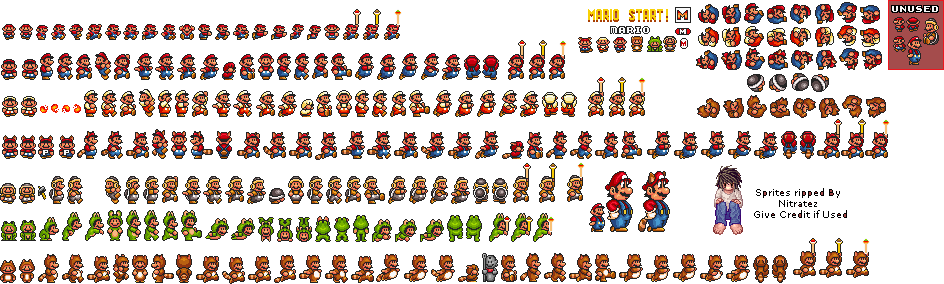 MARIO START!
M
MARIO
M
M
UNUSED
Sprites ripped By
Nitratez
Give Credit if Used